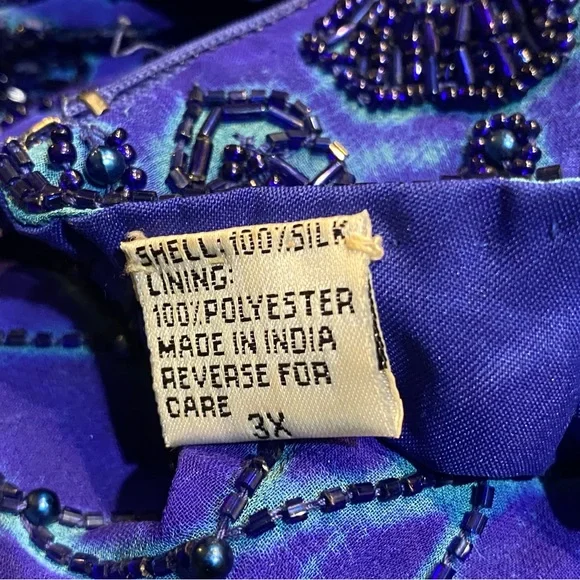 SHELL: 100% SILK
LINING:
100% POLYESTER
MADE IN INDIA
REVERSE FOR
CARE
3X